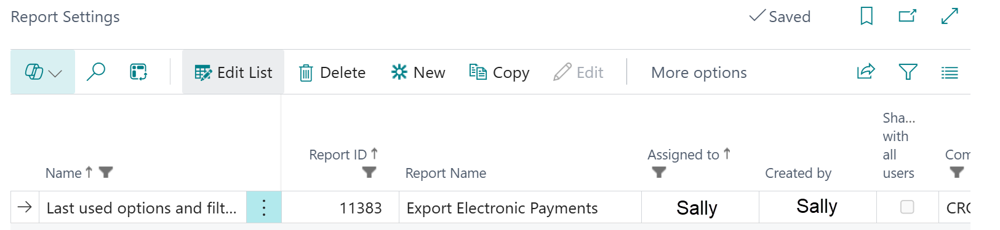 Report Settings
Saved
Edit List Delete New Copy Edit More options
Sha...
with
all
users
Report ID
Assigned to
Com
Name
Report Name
Created by
Last used options and filt... 11383 Export Electronic Payments Sally Sally CRO